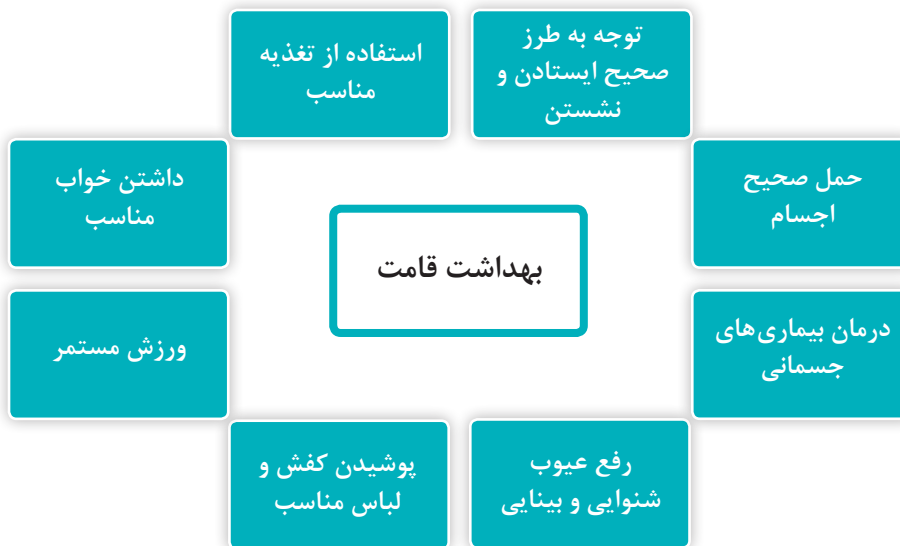 توجه به طرز
صحیح ایستادن و
نشستن
استفاده از تغذیه
مناسب
حمل صحیح
اجسام
داشتن خواب
مناسب
بهداشت قامت
درمان بیماری‌های
جسمانی
ورزش مستمر
رفع عیوب
شنوایی و بینایی
پوشیدن کفش و
لباس مناسب